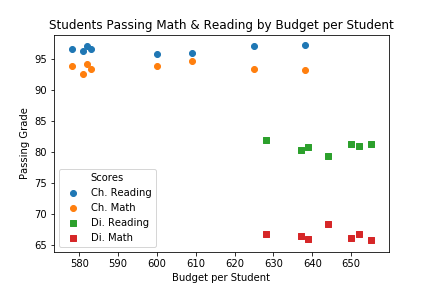 Students Passing Math & Reading by Budget per Student
Passing Grade
95
90
85
80
75
70
65
Scores
Ch. Reading
Ch. Math
Di. Reading
Di. Math
580 590 600 610 620 630 640 650
Budget per Student